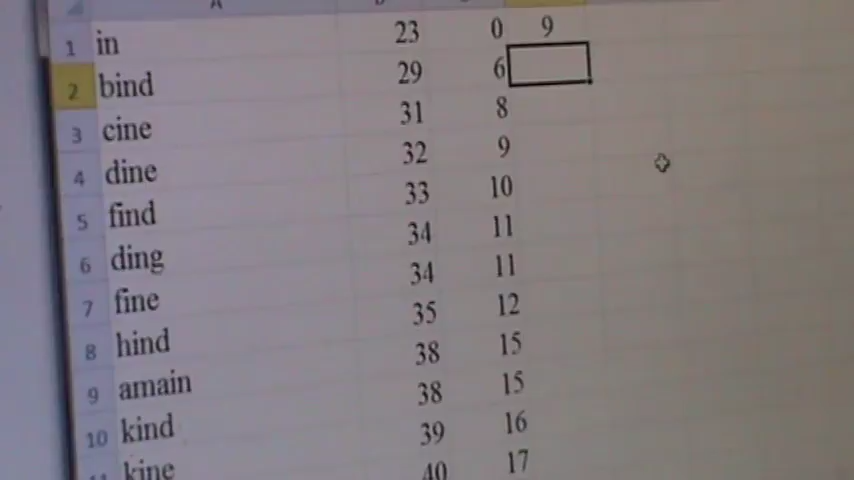 A
1 in 23 0 9
2 bind 29 6
3 cine 31 8
4 dine 32 9
5 find 33 10
6 ding 34 11
7 fine 34 11
8 hind 35 12
9 amain 38 15
10 kind 38 15
11 kine 39 16
40 17